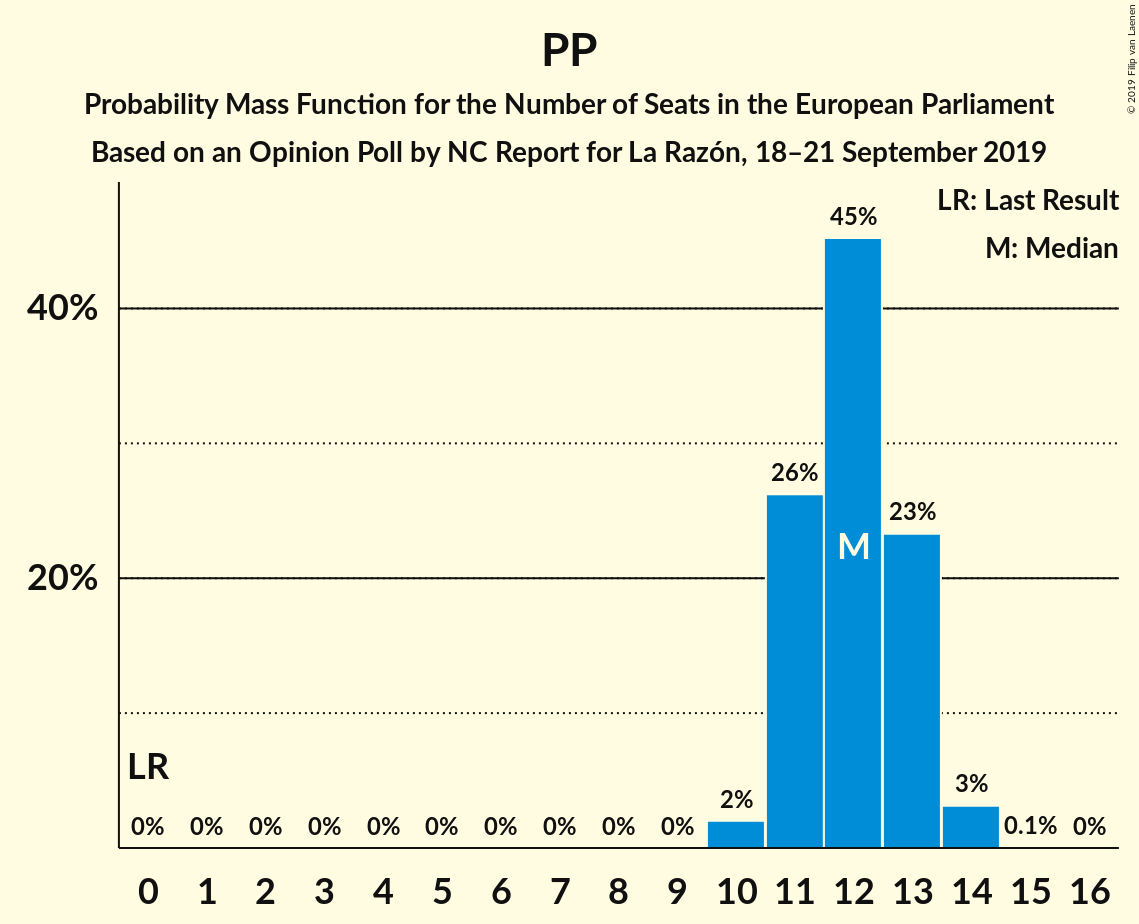 PP
Probability Mass Function for the Number of Seats in the European Parliament
Based on an Opinion Poll by NC Report for La Razón, 18–21 September 2019
© 2019 Filip van Laenen
LR: Last Result
M: Median
45%
40%
26%
23%
M
20%
LR
3%
2%
0% 0% 0% 0% 0% 0% 0% 0% 0% 0% 0.1% 0%
0 1 2 3 4 5 6 7 8 9 10 11 12 13 14 15 16